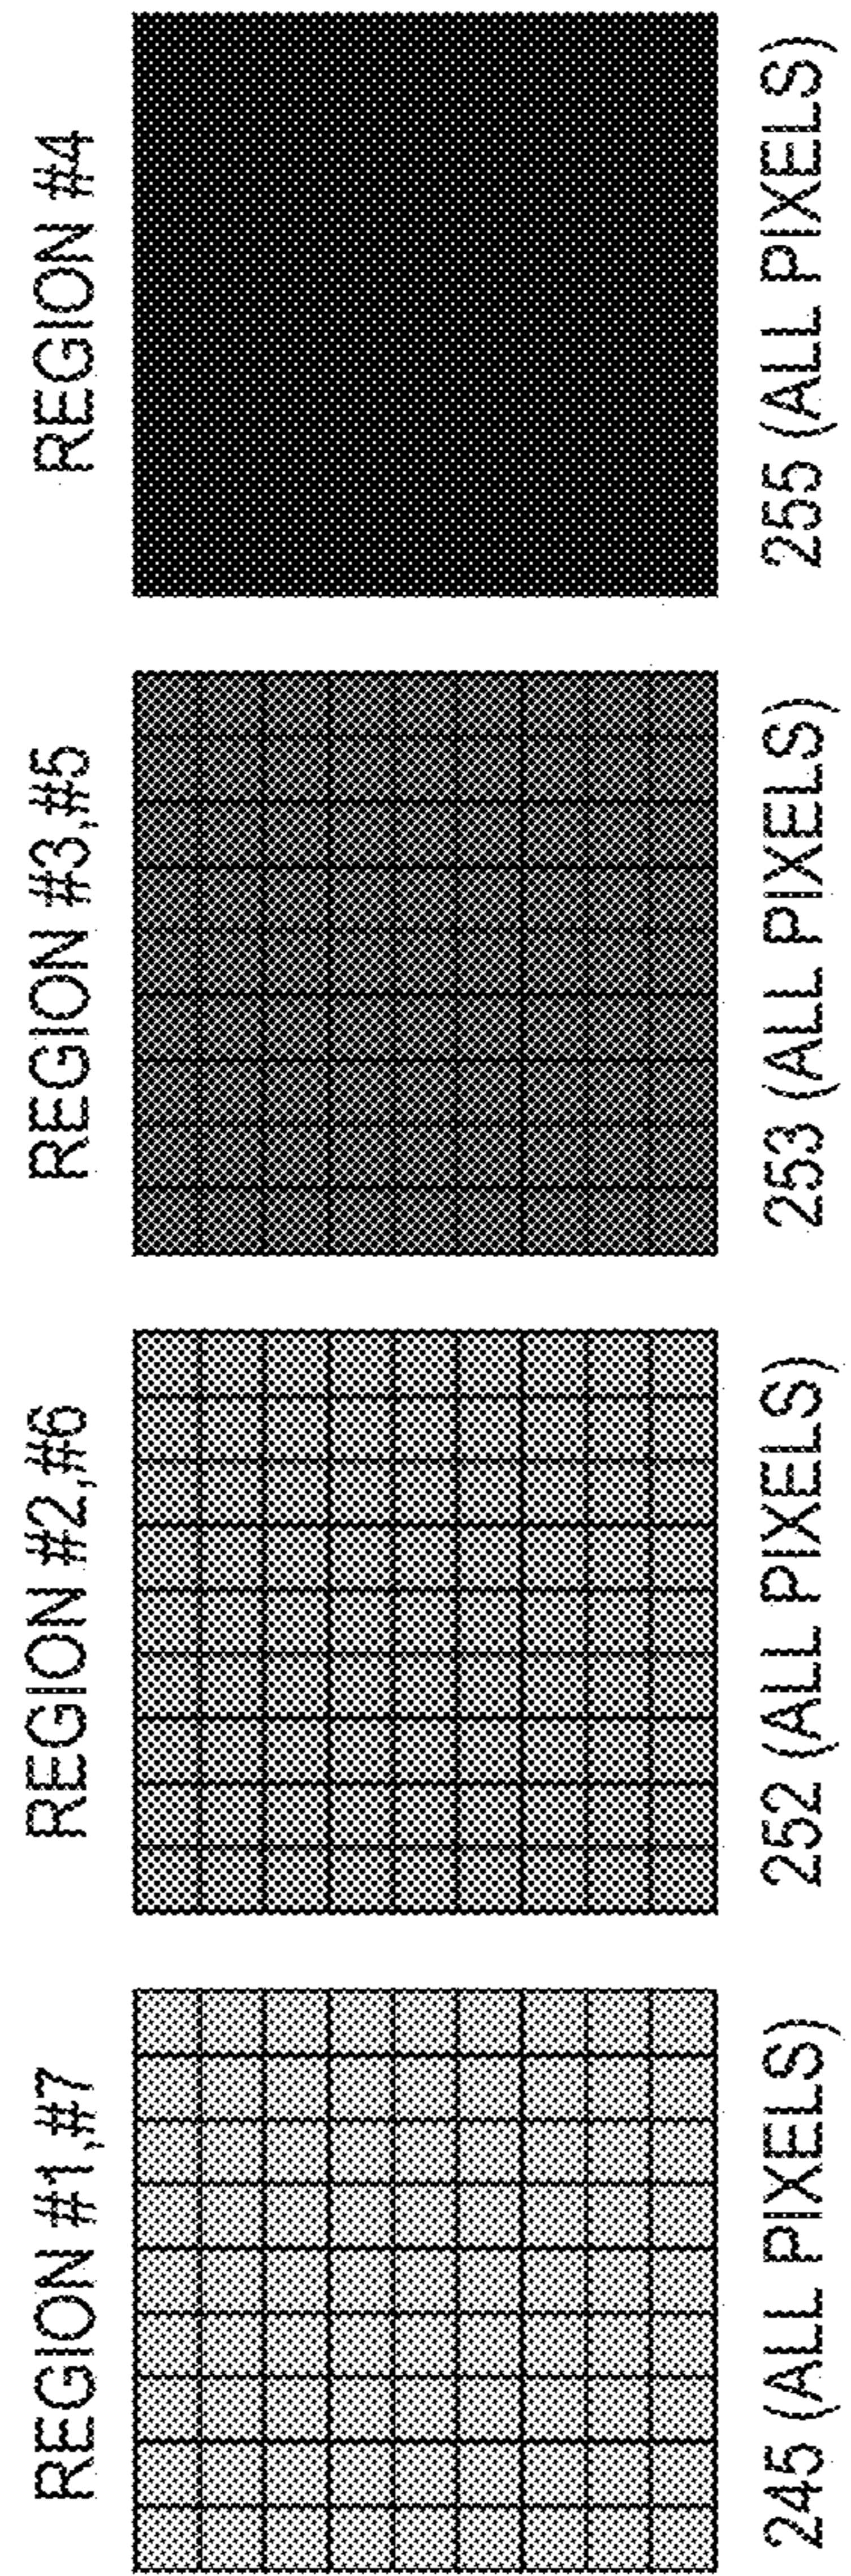 REGION #1,#7
245 (ALL PIXELS)
REGION #2,#6
252 (ALL PIXELS)
REGION #3,#5
253 (ALL PIXELS)
REGION #4
255 (ALL PIXELS)